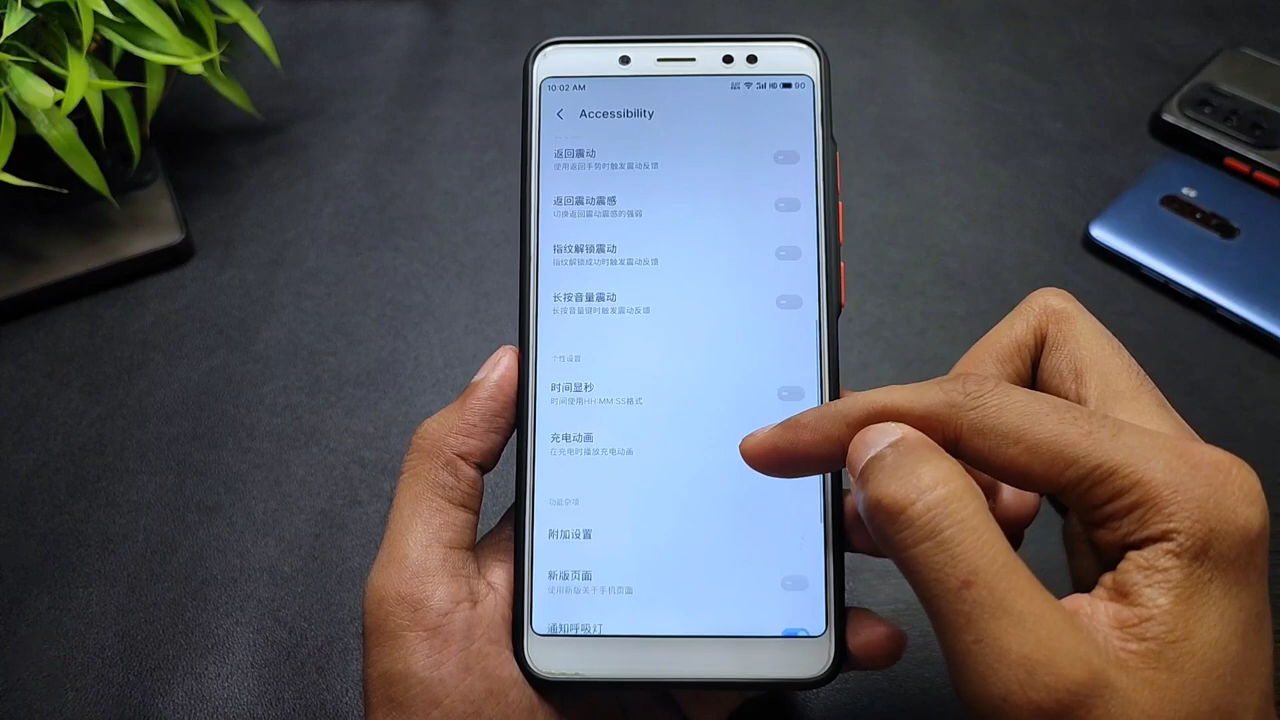 10:02 AM
HD 90
Accessibility
返回震动
使用返回手势时触发震动反馈
返回震动震感
切换返回震动震感的强弱
指纹解锁震动
指纹解锁成功时触发震动反馈
长按音量震动
长按音量键时触发震动反馈
个性设置
时间显秒
时间使用HH:MM:SS格式
充电动画
在充电时播放充电动画
功能杂项
附加设置
新版页面
使用新版关于手机页面
通知呼吸灯